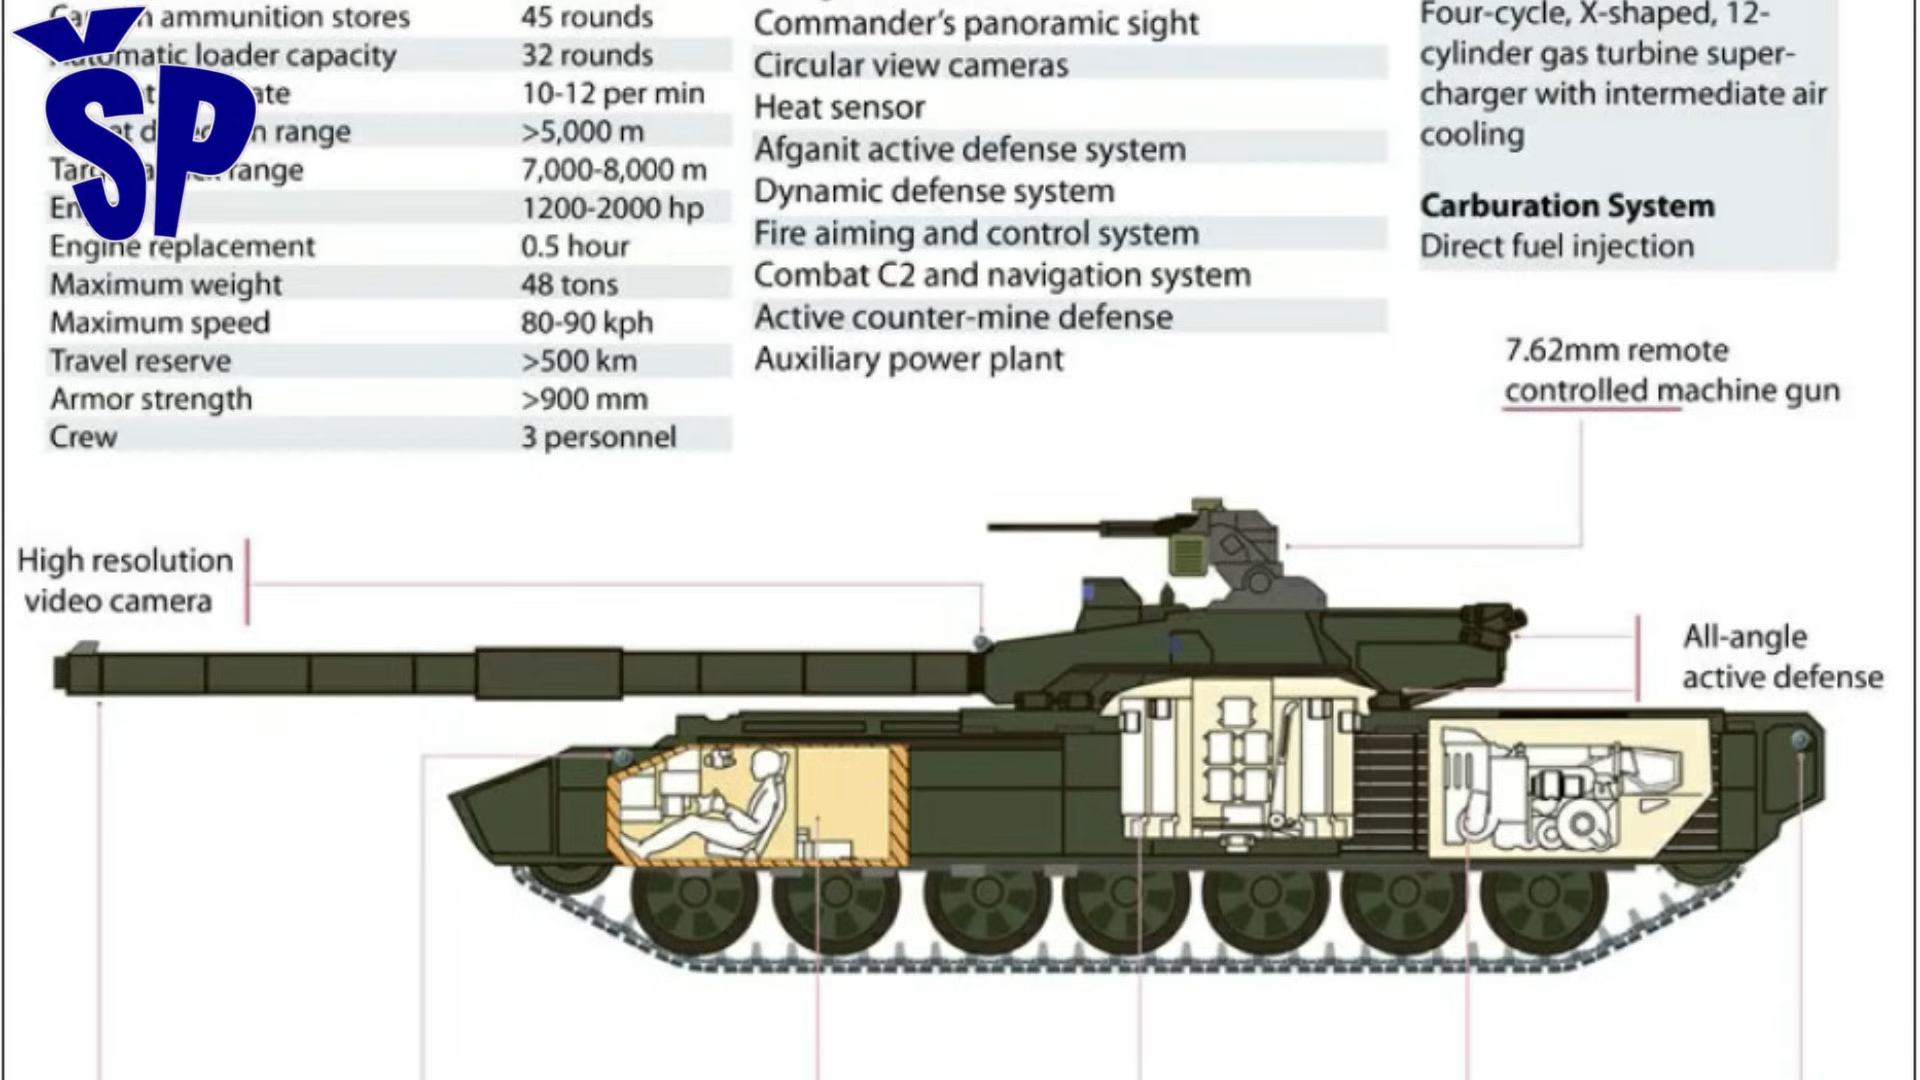 ammunition stores 45 rounds
loader capacity 32 rounds
10-12 per min
range >5,000 m
range 7,000-8,000 m
1200-2000 hp
Engine replacement 0.5 hour
Maximum weight 48 tons
Maximum speed 80-90 kph
Travel reserve >500 km
Armor strength >900 mm
Crew 3 personnel
Commander's panoramic sight
Circular view cameras
Heat sensor
Afganit active defense system
Dynamic defense system
Fire aiming and control system
Combat C2 and navigation system
Active counter-mine defense
Auxiliary power plant
Four-cycle, X-shaped, 12-
cylinder gas turbine super-
charger with intermediate air
cooling
Carburation System
Direct fuel injection
7.62mm remote
controlled machine gun
High resolution
video camera
All-angle
active defense
ŠP